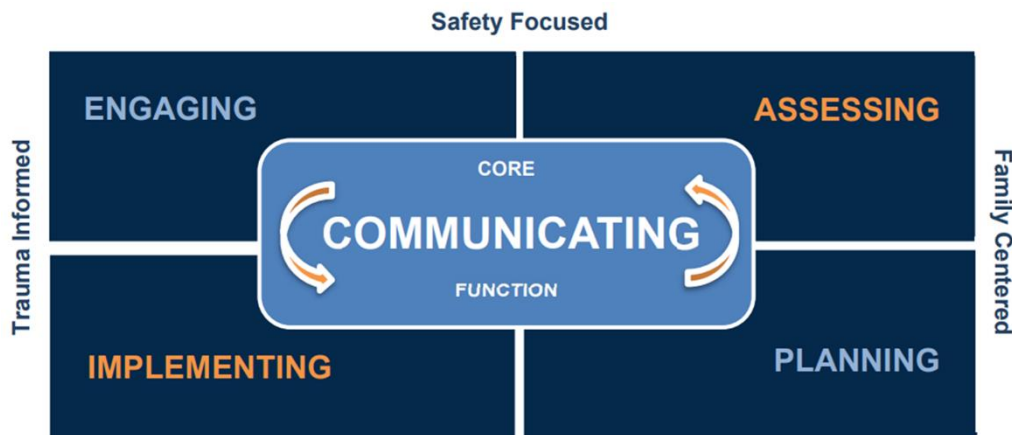 Safety Focused
ENGAGING
ASSESSING
Trauma Informed
CORE
COMMUNICATING
FUNCTION
Family Centered
IMPLEMENTING
PLANNING